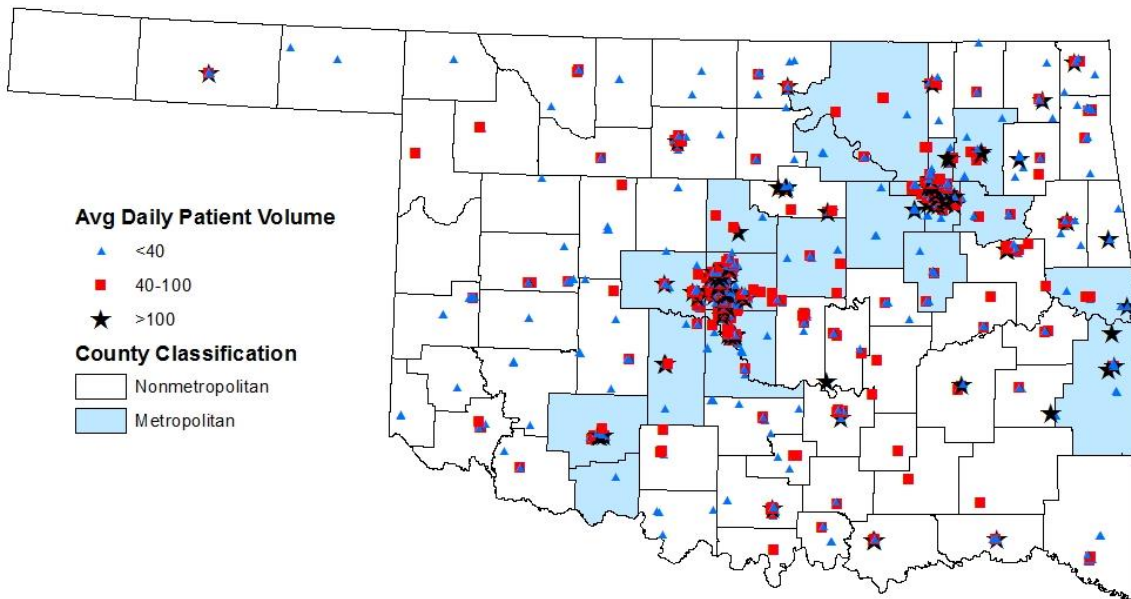 Avg Daily Patient Volume
<40
40-100
>100
County Classification
Nonmetropolitan
Metropolitan